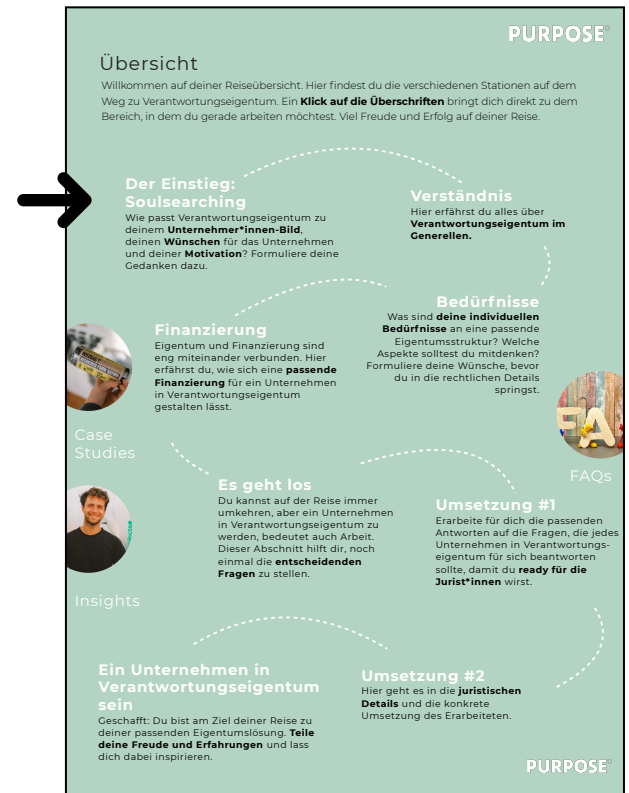 PURPOSE
Übersicht
Willkommen auf deiner Reiseübersicht. Hier findest du die verschiedenen Stationen auf dem
Weg zu Verantwortungseigentum. Ein Klick auf die Überschriften bringt dich direkt zu dem
Bereich, in dem du gerade arbeiten möchtest. Viel Freude und Erfolg auf deiner Reise.
Der Einstieg:
Soulsearching
Wie passt Verantwortungseigentum zu
deinem Unternehmer*innen-Bild,
deinen Wünschen für das Unternehmen
und deiner Motivation? Formuliere deine
Gedanken dazu.
Verständnis
Hier erfährst du alles über
Verantwortungseigentum im
Generellen.
Bedürfnisse
Was sind deine individuellen
Bedürfnisse an eine passende
Eigentumsstruktur? Welche
Aspekte solltest du mitdenken?
Formuliere deine Wünsche, bevor
du in die rechtlichen Details
springst.
Finanzierung
Eigentum und Finanzierung sind
eng miteinander verbunden. Hier
erfährst du, wie sich eine passende
Finanzierung für ein Unternehmen
in Verantwortungseigentum
gestalten lässt.
Case
Studies
FA
FAQs
Es geht los
Du kannst auf der Reise immer
umkehren, aber ein Unternehmen
in Verantwortungseigentum zu
werden, bedeutet auch Arbeit.
Dieser Abschnitt hilft dir, noch
einmal die entscheidenden
Fragen zu stellen.
Umsetzung #1
Erarbeite für dich die passenden
Antworten auf die Fragen, die jedes
Unternehmen in Verantwortungs-
eigentum für sich beantworten
sollte, damit du ready für die
Jurist*innen wirst.
Insights
Ein Unternehmen in
Verantwortungseigentum
sein
Geschafft: Du bist am Ziel deiner Reise zu
deiner passenden Eigentumslösung. Teile
deine Freude und Erfahrungen und lass
dich dabei inspirieren.
Umsetzung #2
Hier geht es in die juristischen
Details und die konkrete
Umsetzung des Erarbeiteten.
PURPOSE